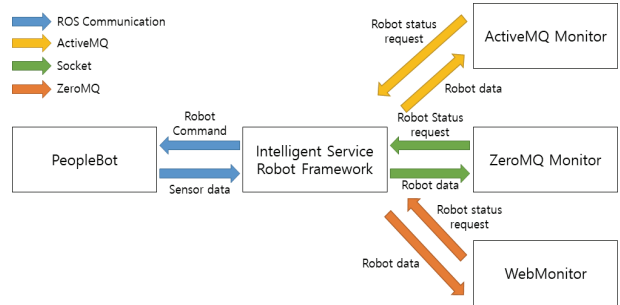 ROS Communication
ActiveMQ
Socket
ZeroMQ
Robot status
request
ActiveMQ Monitor
Robot data
Robot
Command
PeopleBot
Sensor data
Intelligent Service
Robot Framework
Robot Status
request
ZeroMQ Monitor
Robot data
Robot status
request
Robot data
WebMonitor